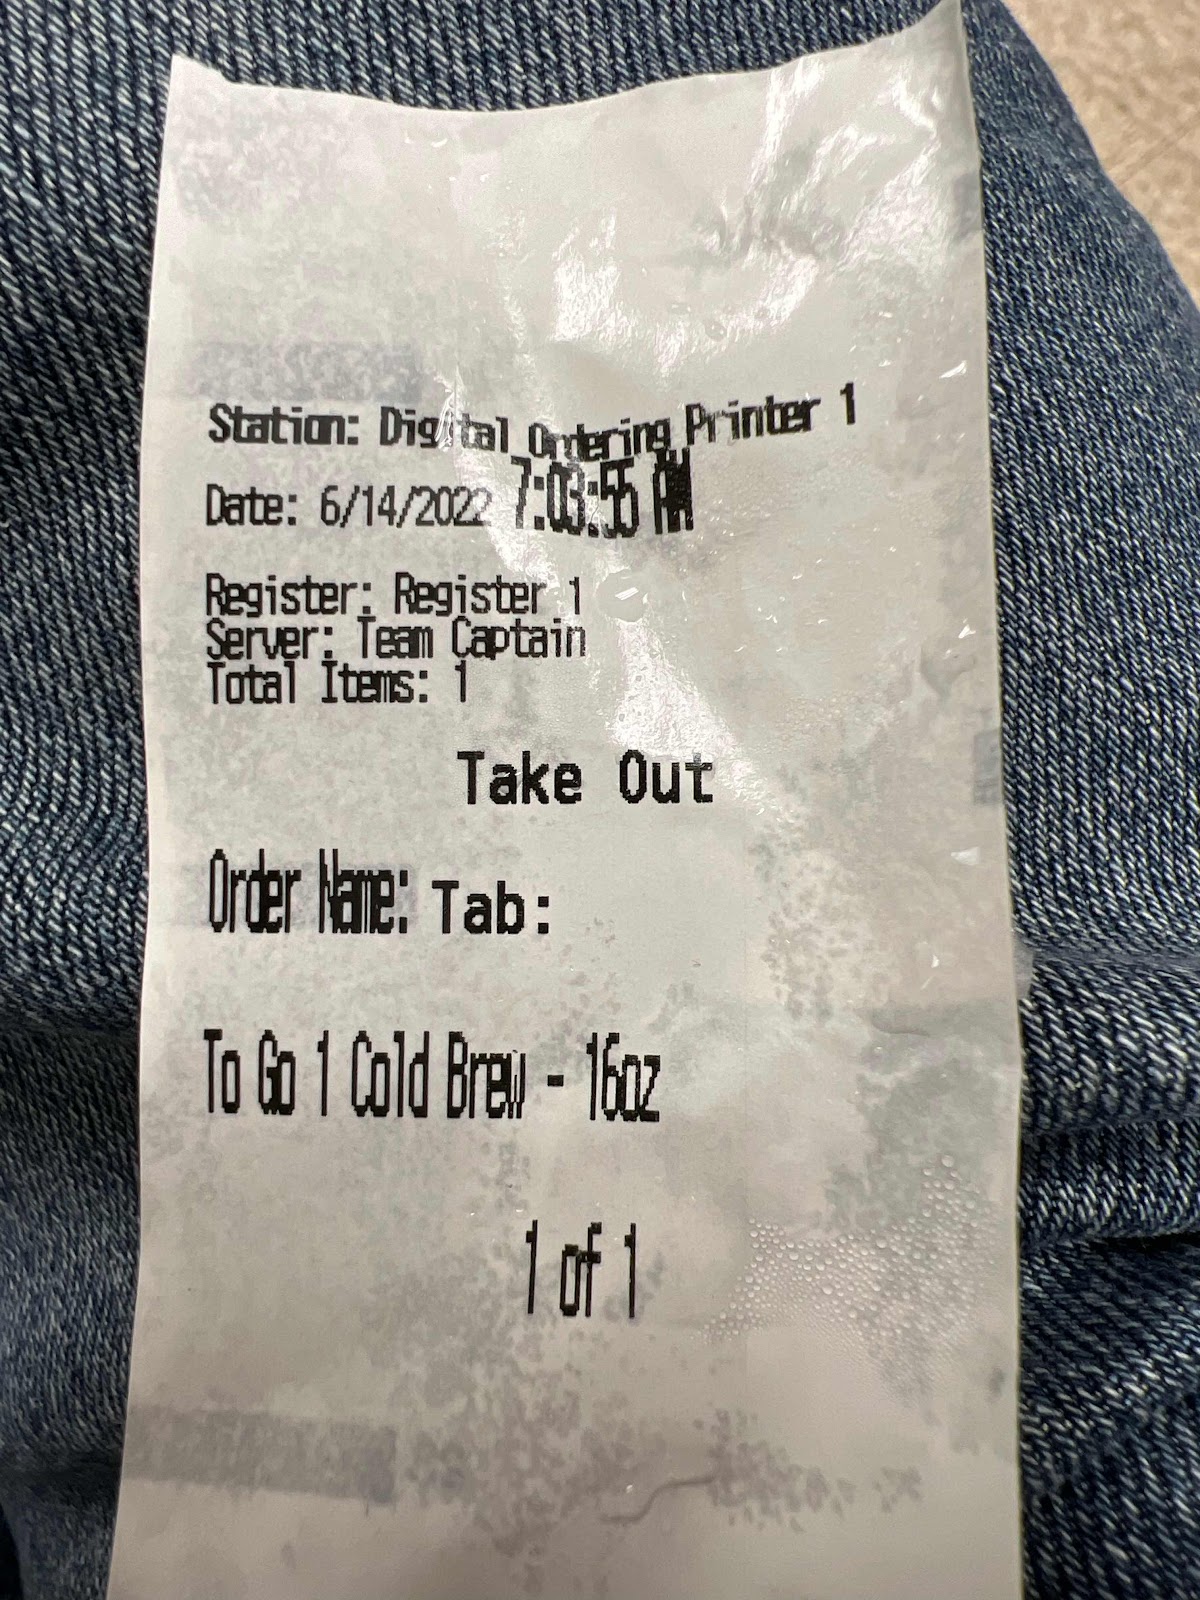 Station: Digital Ordering Printer 1
Date: 6/14/2022 7:03:55 AM
Register: Register 1
Server: Team Captain
Total Items: 1
Take Out
Order Name: Tab:
To Go 1 Cold Brew - 16oz
1 of 1